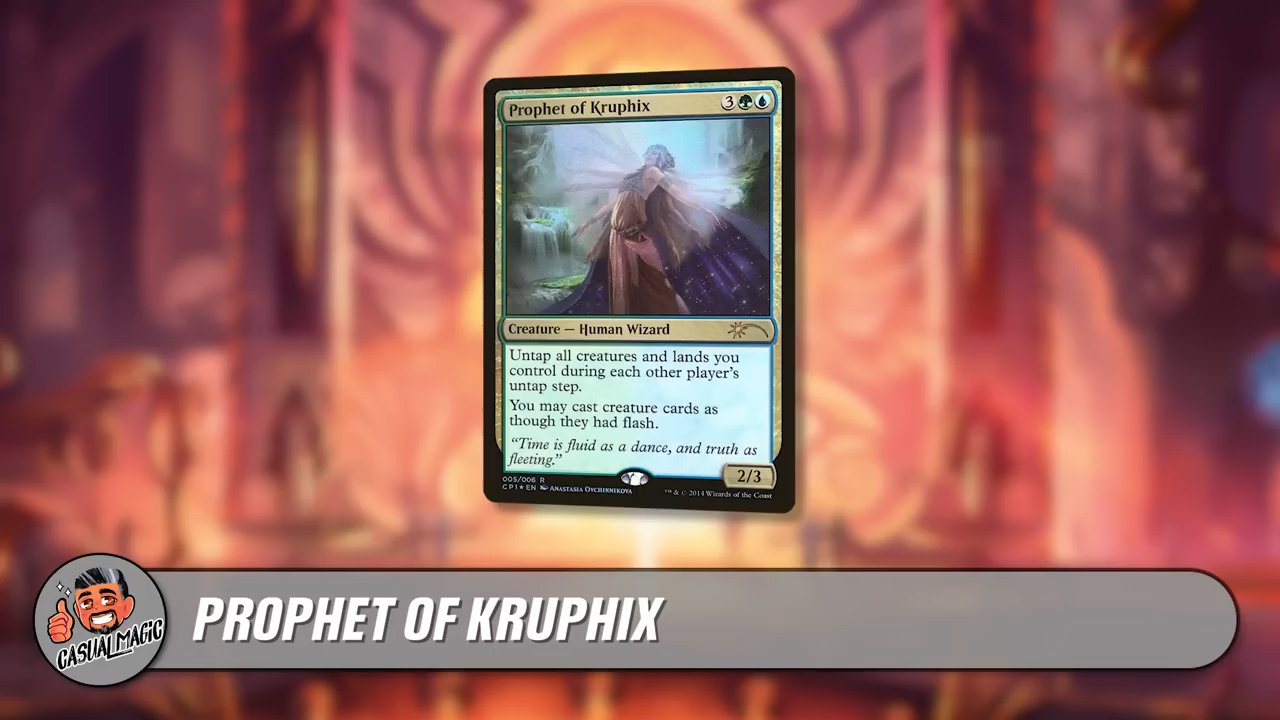 Prophet of Kruphix 3
Creature — Human Wizard
Untap all creatures and lands you
control during each other player's
untap step.
You may cast creature cards as
though they had flash.
"Time is fluid as a dance, and truth as
fleeting."
2/3
005/006 R
CP1★EN Anastasia Ovchinnikova
™ & © 2014 Wizards of the Coast
CASUAL MAGIC
PROPHET OF KRUPHIX